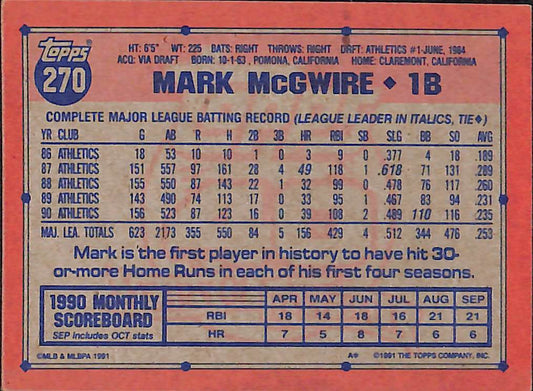 Topps
270
HT: 6'5" WT: 225 BATS: RIGHT THROWS: RIGHT DRFT: ATHLETICS #1-JUNE, 1984
ACQ: VIA DRAFT BORN: 10-1-63, POMONA, CALIFORNIA HOME: CLAREMONT, CALIFORNIA
MARK McGWIRE ♦ 1B
COMPLETE MAJOR LEAGUE BATTING RECORD (LEAGUE LEADER IN ITALICS, TIE♦)
YR CLUB G AB R H 2B 3B HR RBI SB SLG BB SO AVG
86 ATHLETICS 18 53 10 10 1 0 3 9 0 .377 4 18 .189
87 ATHLETICS 151 557 97 161 28 4 49 118 1 .618 71 131 .289
88 ATHLETICS 155 550 87 143 22 1 32 99 0 .478 76 117 .260
89 ATHLETICS 143 490 74 113 17 0 33 95 1 .467 83 94 .231
90 ATHLETICS 156 523 87 123 16 0 39 108 2 .489 110 116 .235
MAJ. LEA. TOTALS 623 2173 355 550 84 5 156 429 4 .512 344 476 .253
Mark is the first player in history to have hit 30-
or-more Home Runs in each of his first four seasons.
1990 MONTHLY
SCOREBOARD
SEP Includes OCT stats
APR MAY JUN JUL AUG SEP
RBI 18 14 18 16 21 21
HR 7 5 8 7 6 6
©MLB & MLBPA 1991 A® ©1991 THE TOPPS COMPANY, INC.